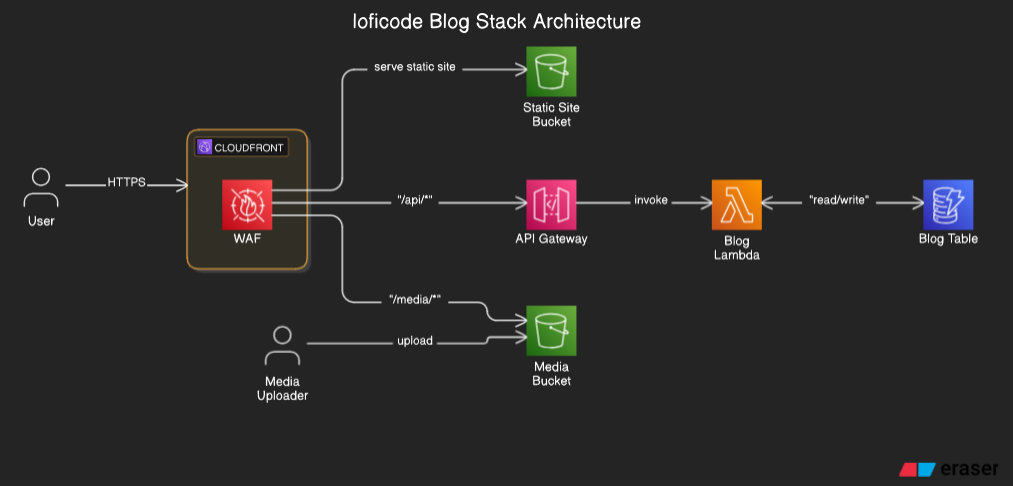 loficode Blog Stack Architecture
serve static site
Static Site
Bucket
CLOUDFRONT
HTTPS
User
WAF
"/api/*"
API Gateway
invoke
Blog
Lambda
"read/write"
Blog Table
"/media/*"
upload
Media
Uploader
Media
Bucket
eraser